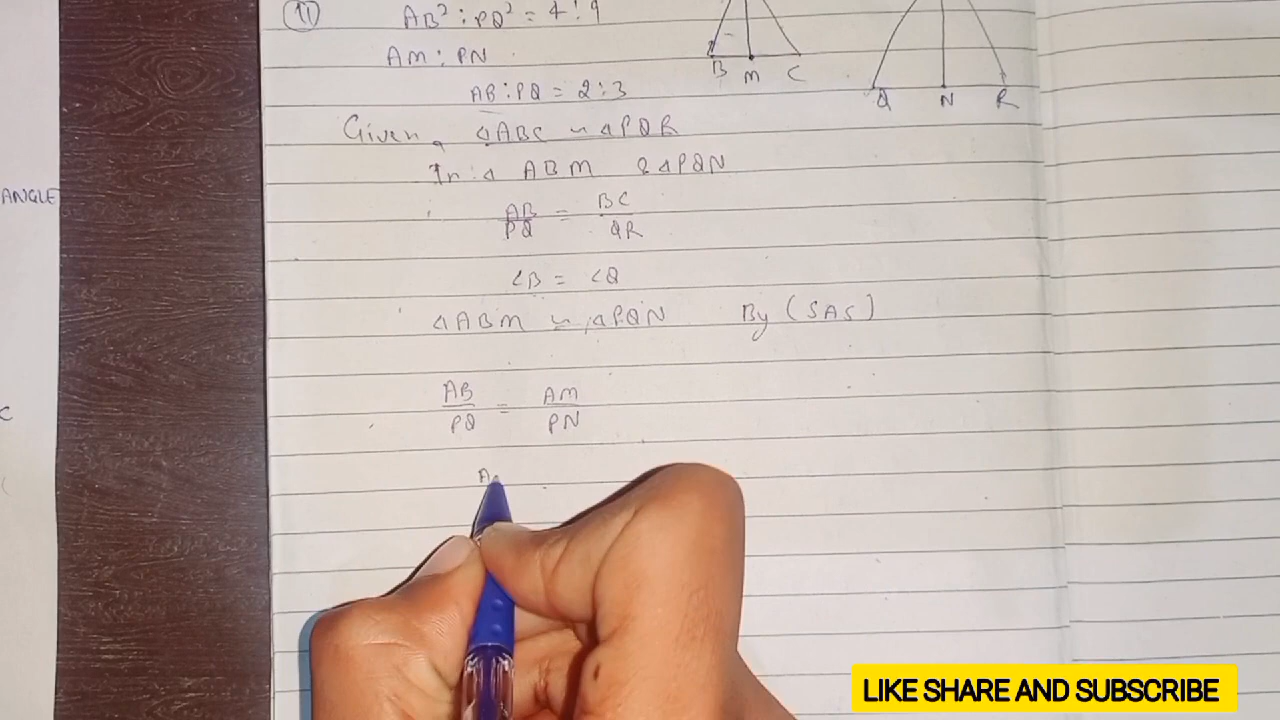 11
AB² : PQ² = 4 : 9
AM : PN
AB : PQ = 2 : 3
B M C
Q N R
Given, △ABC ~ △PQR
In △ ABM & △PQN
AB/PQ = BC/QR
∠B = ∠Q
△ABM ~ △PQN By (SAS)
AB/PQ = AM/PN
A
ANGLE
C
LIKE SHARE AND SUBSCRIBE